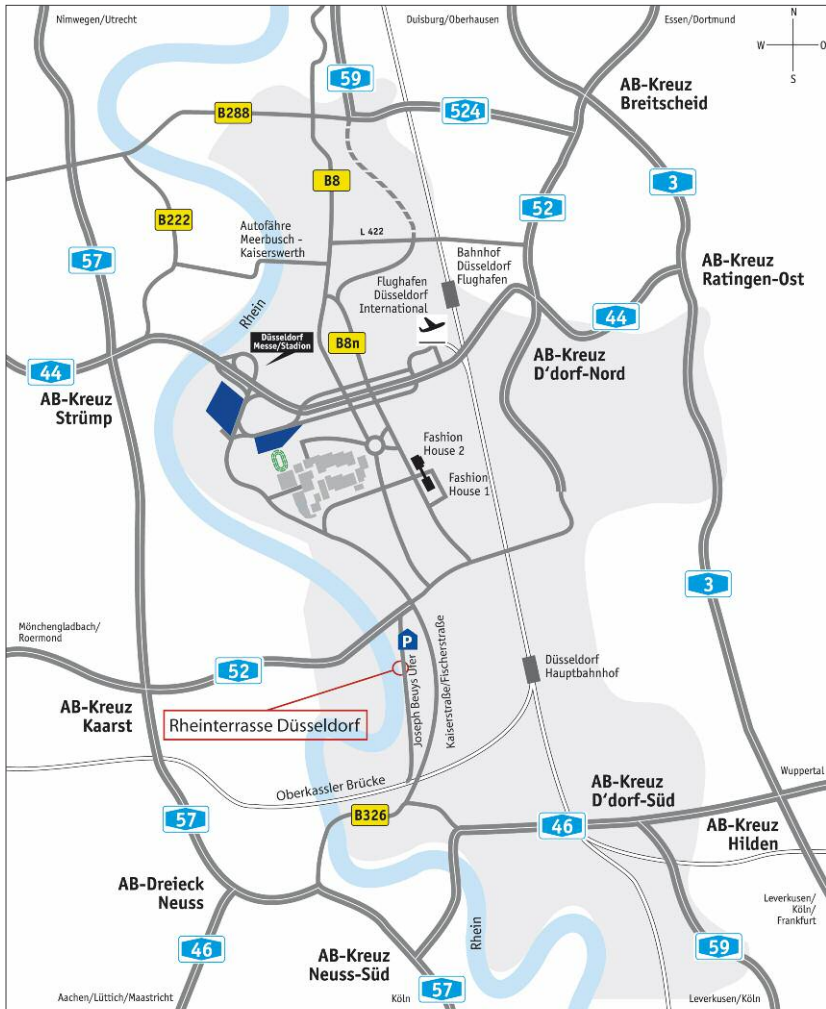 Nimwegen/Utrecht
Duisburg/Oberhausen
Essen/Dortmund
N
W
O
S
59
AB-Kreuz
Breitscheid
B288
524
B8
3
52
B222
Autofähre
Meerbusch -
Kaiserswerth
L 422
57
Bahnhof
Düsseldorf
Flughafen
AB-Kreuz
Ratingen-Ost
Flughafen
Düsseldorf
International
Rhein
44
Düsseldorf
Messe/Stadion
B8n
44
AB-Kreuz
D'dorf-Nord
AB-Kreuz
Strümp
Fashion
House 2
Fashion
House 1
3
Mönchengladbach/
Roermond
P
52
Joseph Beuys Ufer
Kaiserstraße/Fischerstraße
Düsseldorf
Hauptbahnhof
AB-Kreuz
Kaarst
Rheinterrasse Düsseldorf
Wuppertal
Oberkassler Brücke
AB-Kreuz
D'dorf-Süd
57
B326
46
AB-Kreuz
Hilden
AB-Dreieck
Neuss
Leverkusen/
Köln/
Frankfurt
46
Rhein
59
AB-Kreuz
Neuss-Süd
57
Aachen/Lüttich/Maastricht
Köln
Leverkusen/Köln